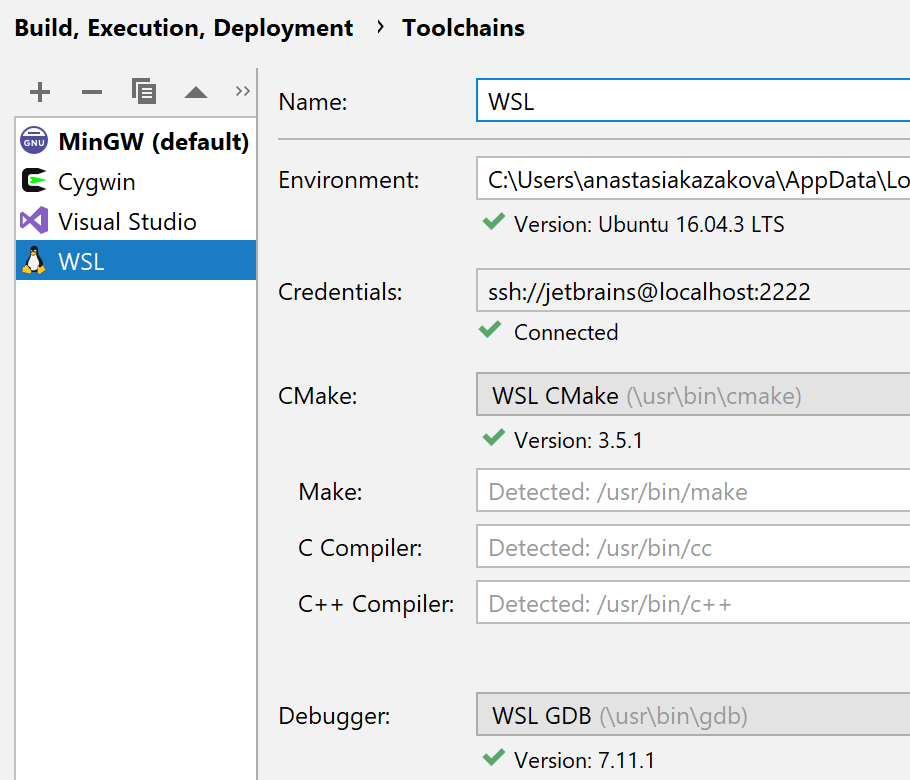 Build, Execution, Deployment › Toolchains
GNU MinGW (default)
Cygwin
Visual Studio
WSL
Name: WSL
Environment: C:\Users\anastasiakazakova\AppData\Lo
Version: Ubuntu 16.04.3 LTS
Credentials: ssh://jetbrains@localhost:2222
Connected
CMake: WSL CMake (\usr\bin\cmake)
Version: 3.5.1
Make: Detected: /usr/bin/make
C Compiler: Detected: /usr/bin/cc
C++ Compiler: Detected: /usr/bin/c++
Debugger: WSL GDB (\usr\bin\gdb)
Version: 7.11.1